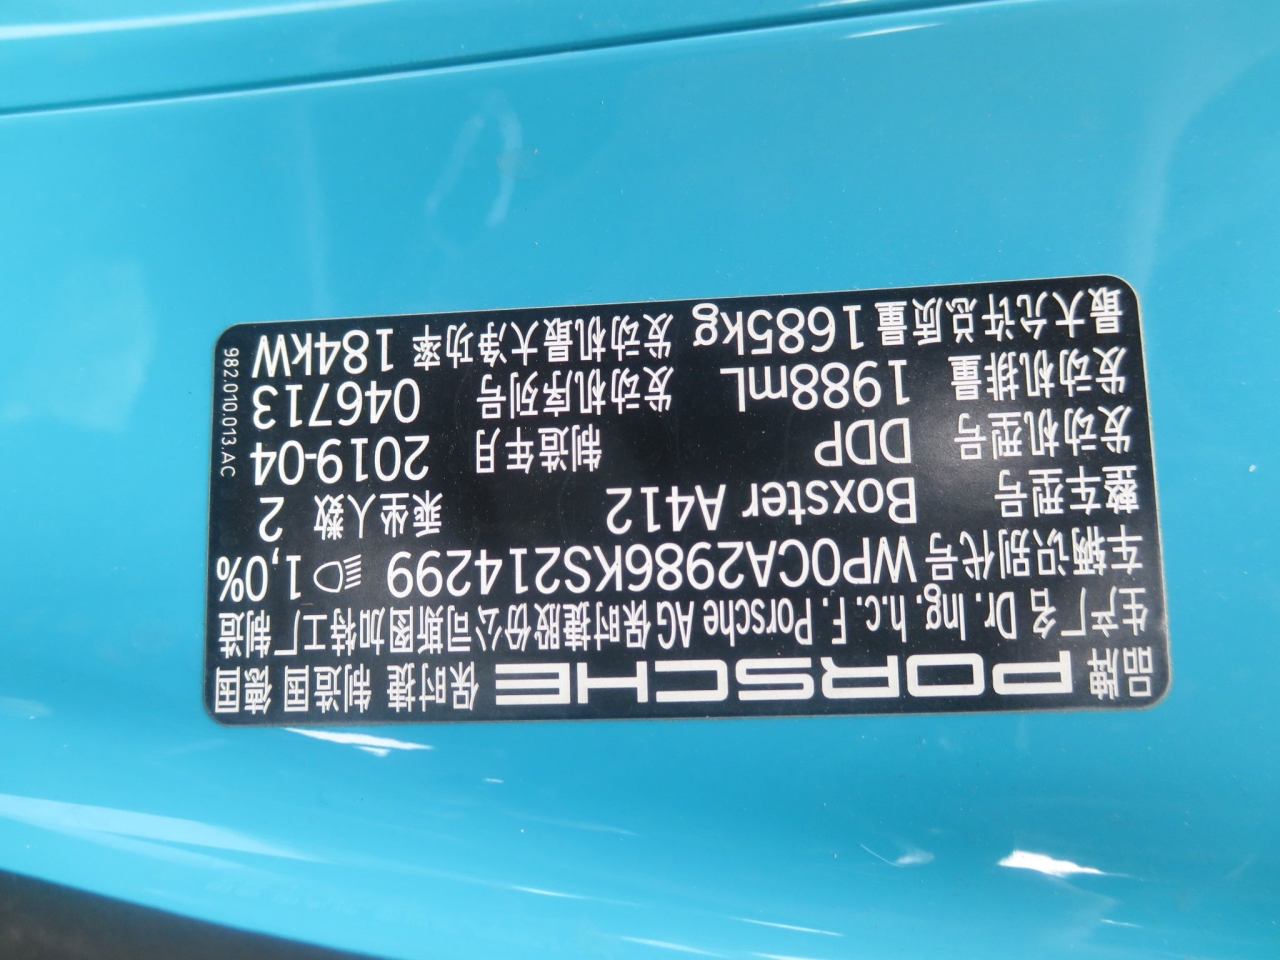 品牌 PORSCHE 保时捷 制造国 德国
生产厂名 Dr. Ing. h.c. F. Porsche AG保时捷股份公司斯图加特工厂制造
车辆识别代号 WP0CA2986KS214299 1,0%
整车型号 Boxster A412 乘坐人数 2
发动机型号 DDP 制造年月 2019-04
发动机排量 1988mL 发动机序列号 046713
最大允许总质量 1685kg 发动机最大净功率 184kW
982.010.013.AC